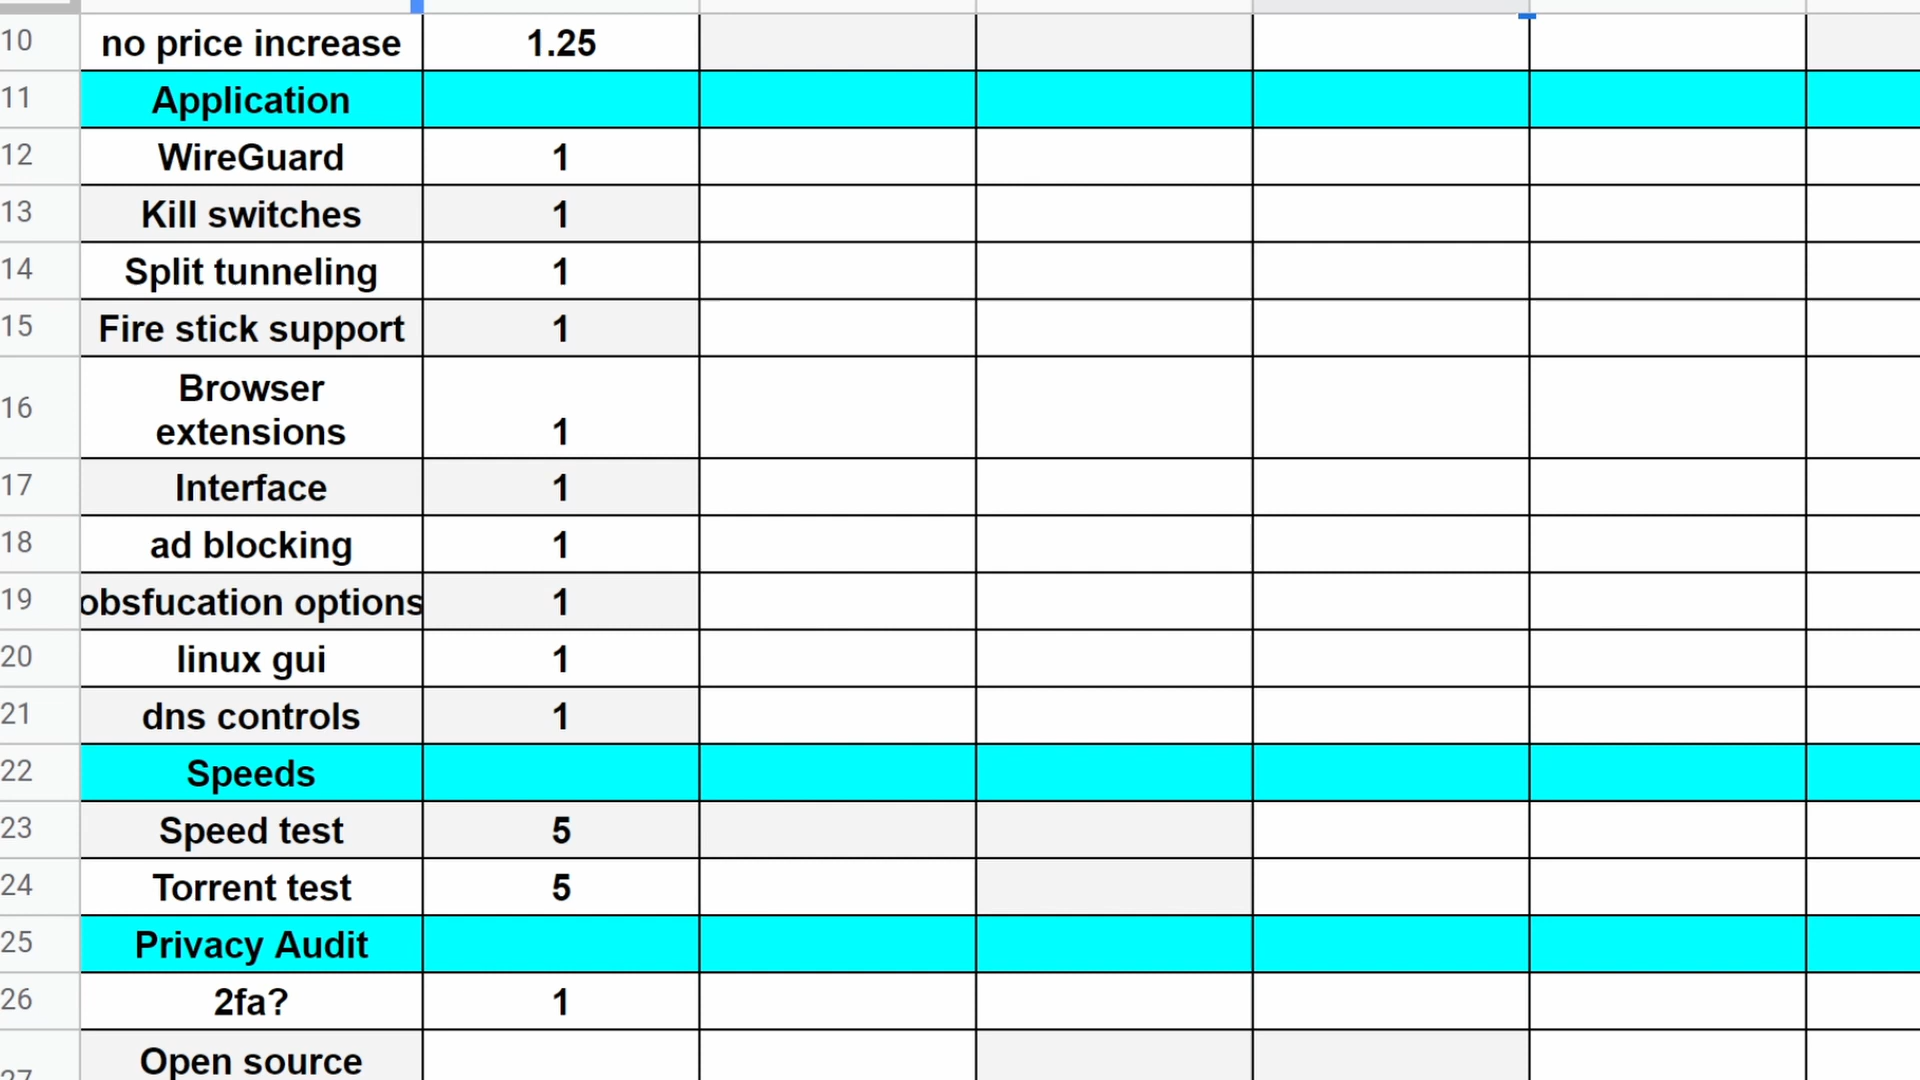 10 no price increase 1.25
11 Application
12 WireGuard 1
13 Kill switches 1
14 Split tunneling 1
15 Fire stick support 1
16 Browser
extensions 1
17 Interface 1
18 ad blocking 1
19 obsfucation options 1
20 linux gui 1
21 dns controls 1
22 Speeds
23 Speed test 5
24 Torrent test 5
25 Privacy Audit
26 2fa? 1
27 Open source